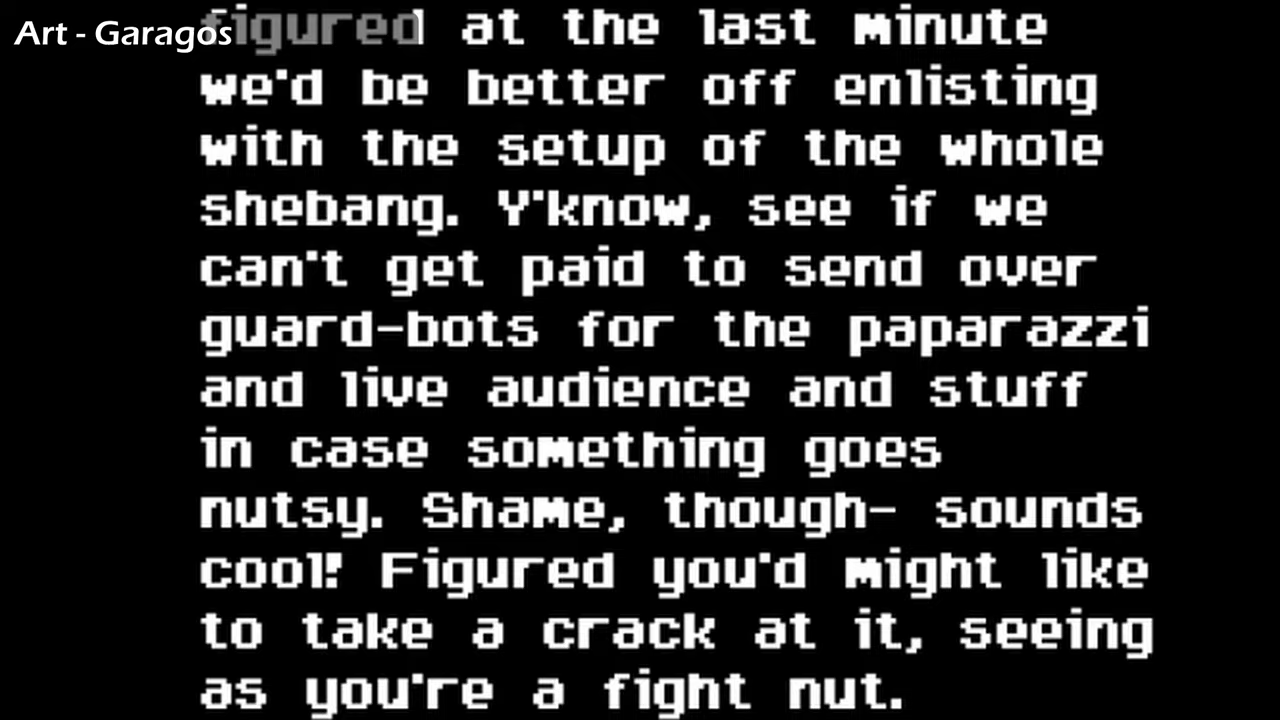 Art - Garagos
figured at the last minute
we'd be better off enlisting
with the setup of the whole
shebang. Y'know, see if we
can't get paid to send over
guard-bots for the paparazzi
and live audience and stuff
in case something goes
nutsy. Shame, though- sounds
cool! Figured you'd might like
to take a crack at it, seeing
as you're a fight nut.